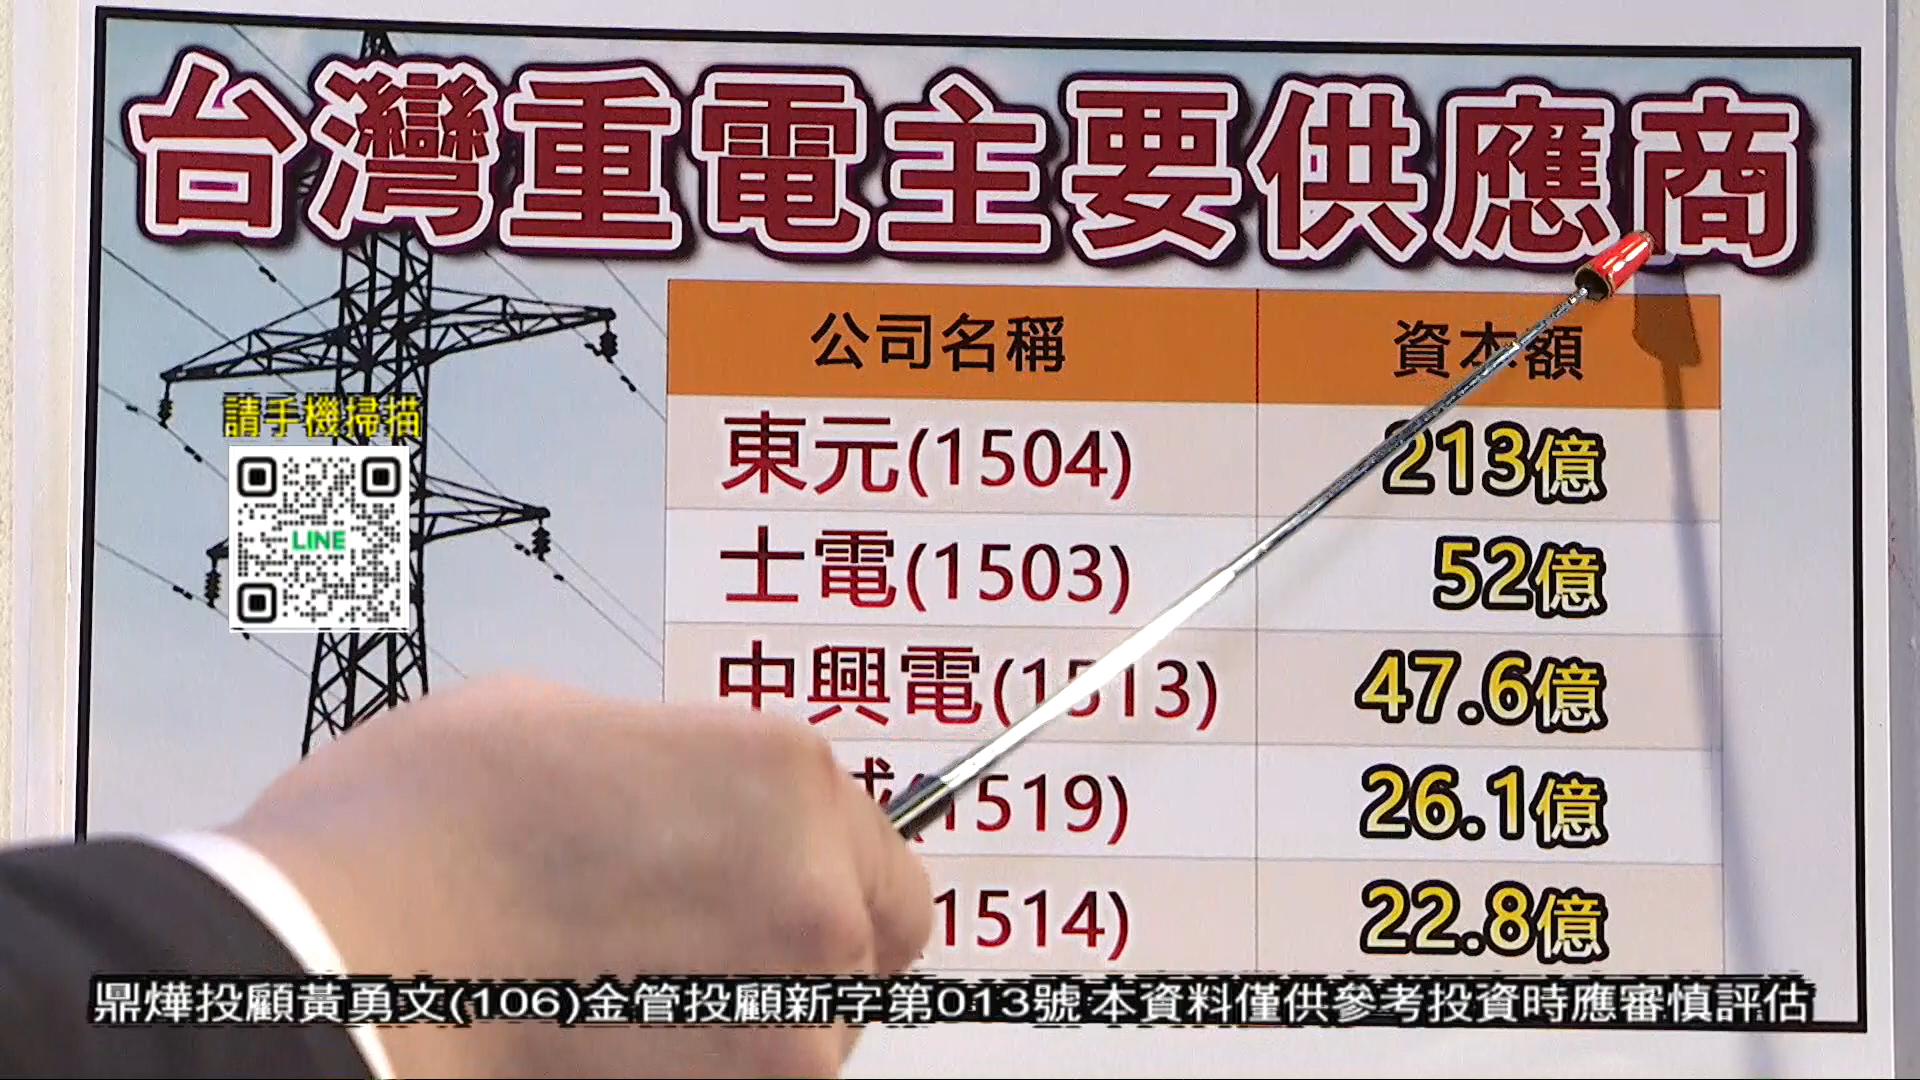 台灣重電主要供應商
公司名稱 資本額
東元(1504) 213億
士電(1503) 52億
中興電(1513) 47.6億
(1519) 26.1億
1514) 22.8億
請手機掃描
LINE
鼎燁投顧黃勇文(106)金管投顧新字第013號 本資料僅供參考投資時應審慎評估